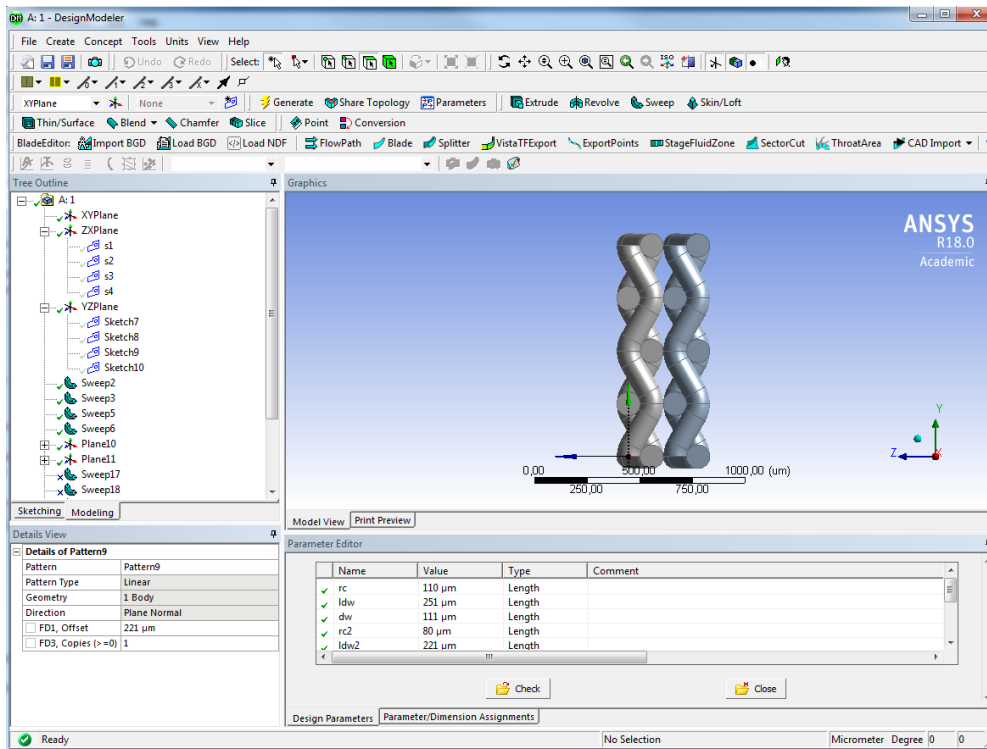 A: 1 - DesignModeler
File Create Concept Tools Units View Help
Undo Redo Select:
XYPlane None Generate Share Topology Parameters Extrude Revolve Sweep Skin/Loft
Thin/Surface Blend Chamfer Slice Point Conversion
BladeEditor: Import BGD Load BGD Load NDF FlowPath Blade Splitter VistaTFExport ExportPoints StageFluidZone SectorCut ThroatArea CAD Import
Tree Outline
A: 1
XYPlane
ZXPlane
s1
s2
s3
s4
YZPlane
Sketch7
Sketch8
Sketch9
Sketch10
Sweep2
Sweep3
Sweep5
Sweep6
Plane10
Plane11
Sweep17
Sweep18
Sketching Modeling
Details View
Details of Pattern9
Pattern Pattern9
Pattern Type Linear
Geometry 1 Body
Direction Plane Normal
FD1, Offset 221 µm
FD3, Copies (>=0) 1
Graphics
ANSYS
R18.0
Academic
Y
Z X
0,00 500,00 1000,00 (um)
250,00 750,00
Model View Print Preview
Parameter Editor
Name Value Type Comment
rc 110 µm Length
ldw 251 µm Length
dw 111 µm Length
rc2 80 µm Length
ldw2 221 µm Length
Check Close
Design Parameters Parameter/Dimension Assignments
Ready No Selection Micrometer Degree 0 0